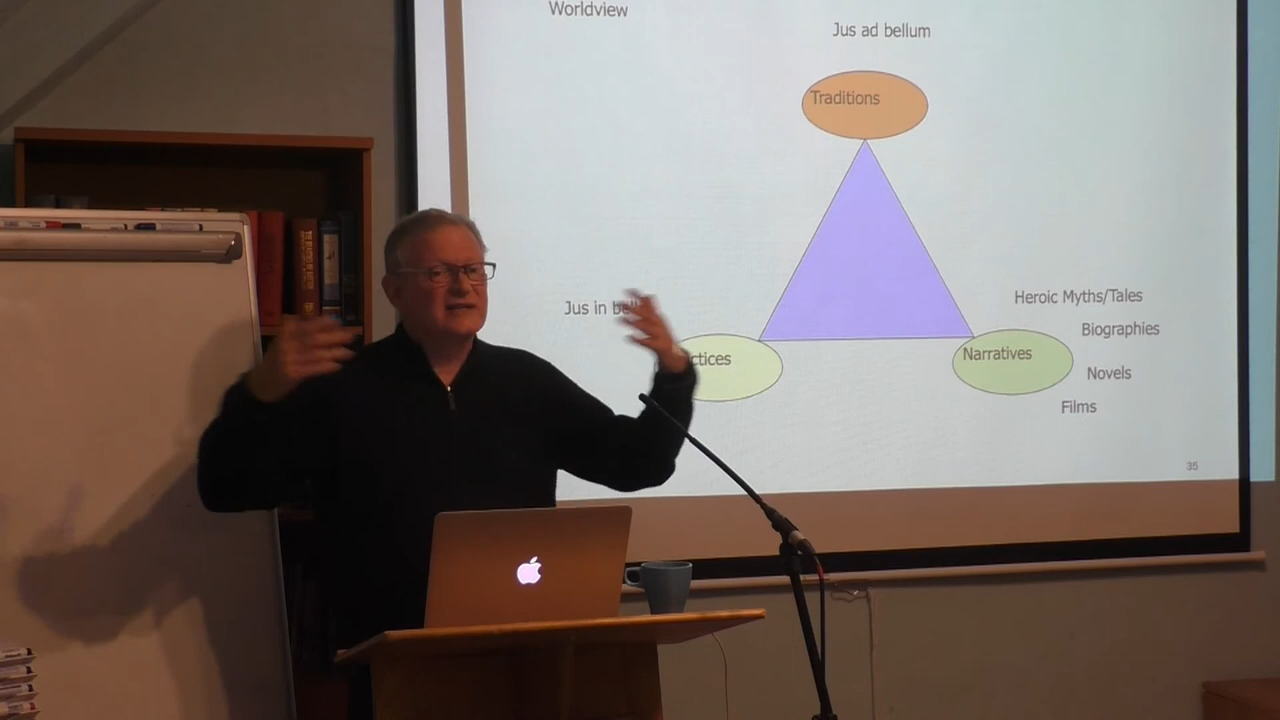 Worldview
Jus ad bellum
Traditions
Jus in
Heroic Myths/Tales
Biographies
Narratives
Novels
Films
35